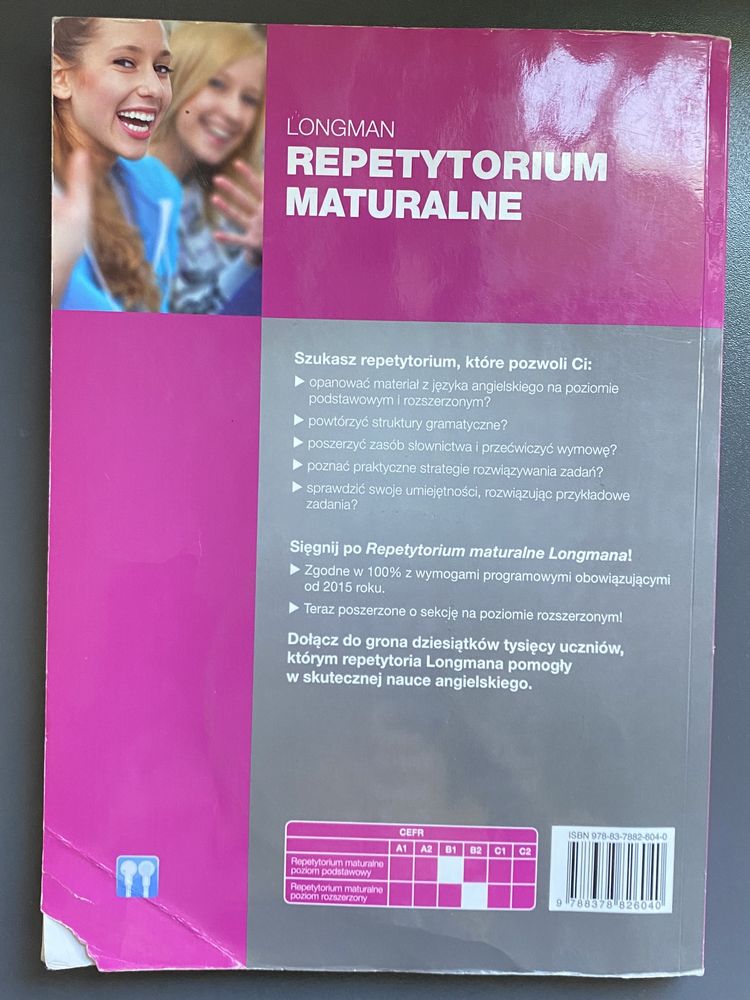 LONGMAN
REPETYTORIUM
MATURALNE
Szukasz repetytorium, które pozwoli Ci:
▶ opanować materiał z języka angielskiego na poziomie
podstawowym i rozszerzonym?
▶ powtórzyć struktury gramatyczne?
▶ poszerzyć zasób słownictwa i przećwiczyć wymowę?
▶ poznać praktyczne strategie rozwiązywania zadań?
▶ sprawdzić swoje umiejętności, rozwiązując przykładowe
zadania?
Sięgnij po Repetytorium maturalne Longmana!
▶ Zgodne w 100% z wymogami programowymi obowiązującymi
od 2015 roku.
▶ Teraz poszerzone o sekcję na poziomie rozszerzonym!
Dołącz do grona dziesiątków tysięcy uczniów,
którym repetytoria Longmana pomogły
w skutecznej nauce angielskiego.
CEFR
A1 A2 B1 B2 C1 C2
Repetytorium maturalne
poziom podstawowy
Repetytorium maturalne
poziom rozszerzony
ISBN 978-83-7882-604-0
9 788378 826040